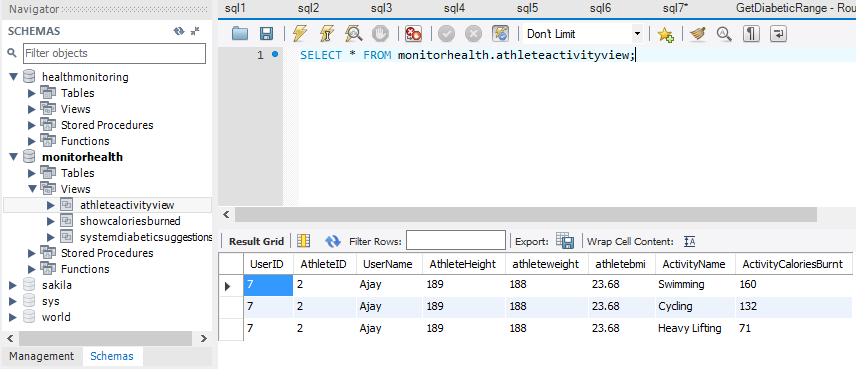 Navigator
sql1 sql2 sql3 sql4 sql5 sql6 sql7* GetDiabeticRange - Rou
SCHEMAS
Don't Limit
Filter objects
1 SELECT * FROM monitorhealth.athleteactivityview;
healthmonitoring
Tables
Views
Stored Procedures
Functions
monitorhealth
Tables
Views
athleteactivityview
showcaloriesburned
systemdiabeticsuggestions
Stored Procedures
Functions
sakila
sys
world
Management Schemas
Result Grid Filter Rows: Export: Wrap Cell Content: IA
UserID AthleteID UserName AthleteHeight athleteweight athletebmi ActivityName ActivityCaloriesBurnt
7 2 Ajay 189 188 23.68 Swimming 160
7 2 Ajay 189 188 23.68 Cycling 132
7 2 Ajay 189 188 23.68 Heavy Lifting 71